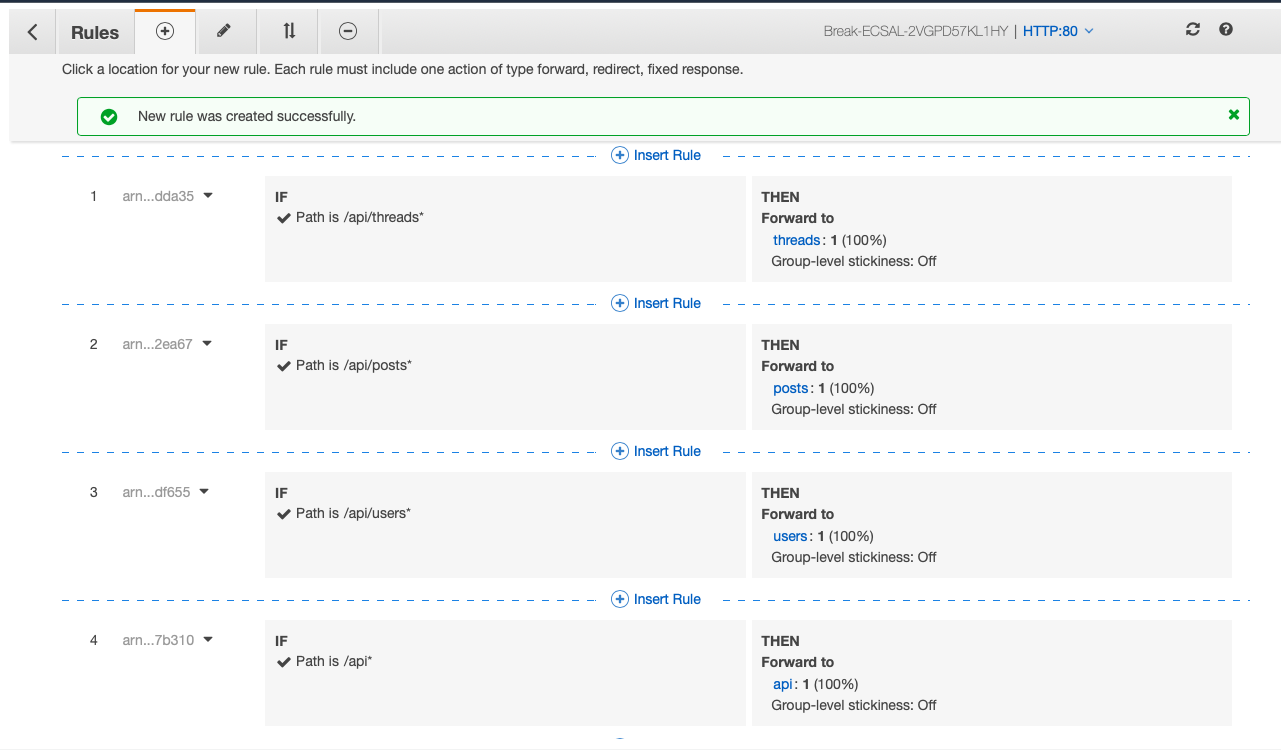 Rules
Break-ECSAL-2VGPD57KL1HY | HTTP:80
Click a location for your new rule. Each rule must include one action of type forward, redirect, fixed response.
New rule was created successfully.
Insert Rule
1 arn...dda35 IF THEN
Path is /api/threads* Forward to
threads: 1 (100%)
Group-level stickiness: Off
Insert Rule
2 arn...2ea67 IF THEN
Path is /api/posts* Forward to
posts: 1 (100%)
Group-level stickiness: Off
Insert Rule
3 arn...df655 IF THEN
Path is /api/users* Forward to
users: 1 (100%)
Group-level stickiness: Off
Insert Rule
4 arn...7b310 IF THEN
Path is /api* Forward to
api: 1 (100%)
Group-level stickiness: Off